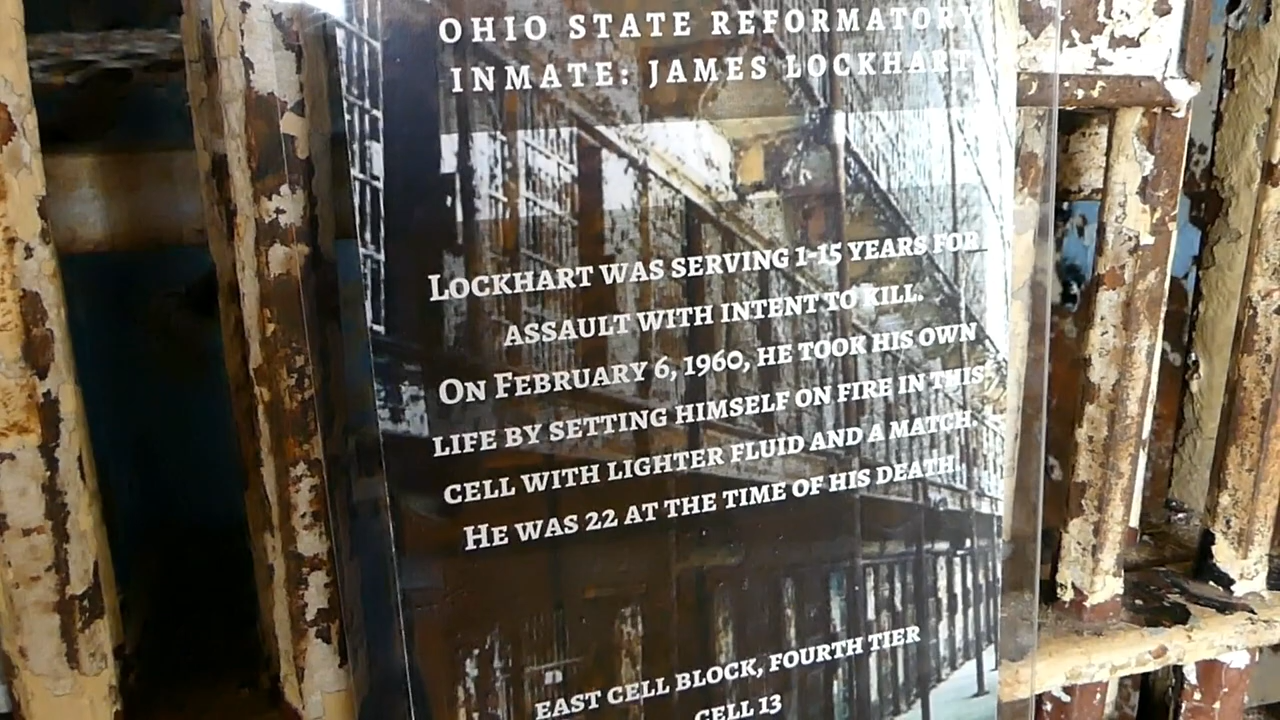 OHIO STATE REFORMATORY
INMATE: JAMES LOCKHART
LOCKHART WAS SERVING 1-15 YEARS FOR
ASSAULT WITH INTENT TO KILL.
ON FEBRUARY 6, 1960, HE TOOK HIS OWN
LIFE BY SETTING HIMSELF ON FIRE IN THIS
CELL WITH LIGHTER FLUID AND A MATCH.
HE WAS 22 AT THE TIME OF HIS DEATH
EAST CELL BLOCK, FOURTH TIER
CELL 13